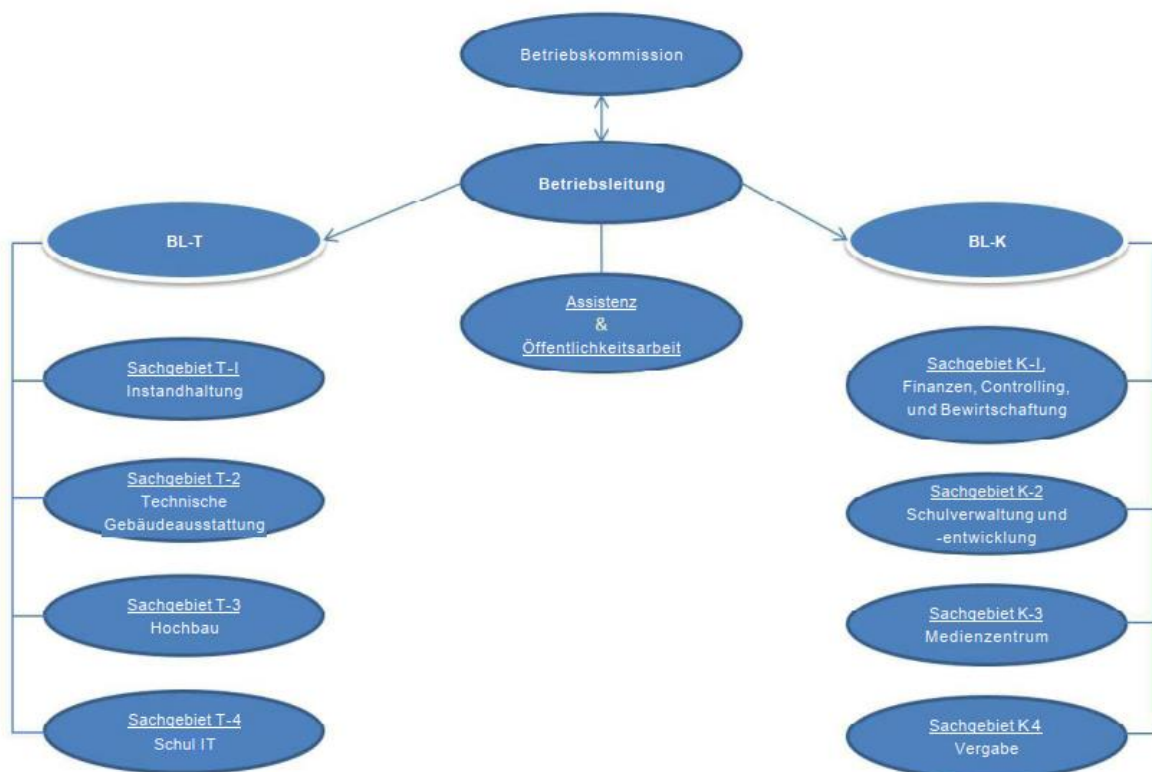 Betriebskommission
Betriebsleitung
BL-T
BL-K
Assistenz
&
Öffentlichkeitsarbeit
Sachgebiet T-I
Instandhaltung
Sachgebiet T-2
Technische
Gebäudeausstattung
Sachgebiet T-3
Hochbau
Sachgebiet T-4
Schul IT
Sachgebiet K-I,
Finanzen, Controlling,
und Bewirtschaftung
Sachgebiet K-2
Schulverwaltung und
-entwicklung
Sachgebiet K-3
Medienzentrum
Sachgebiet K4
Vergabe